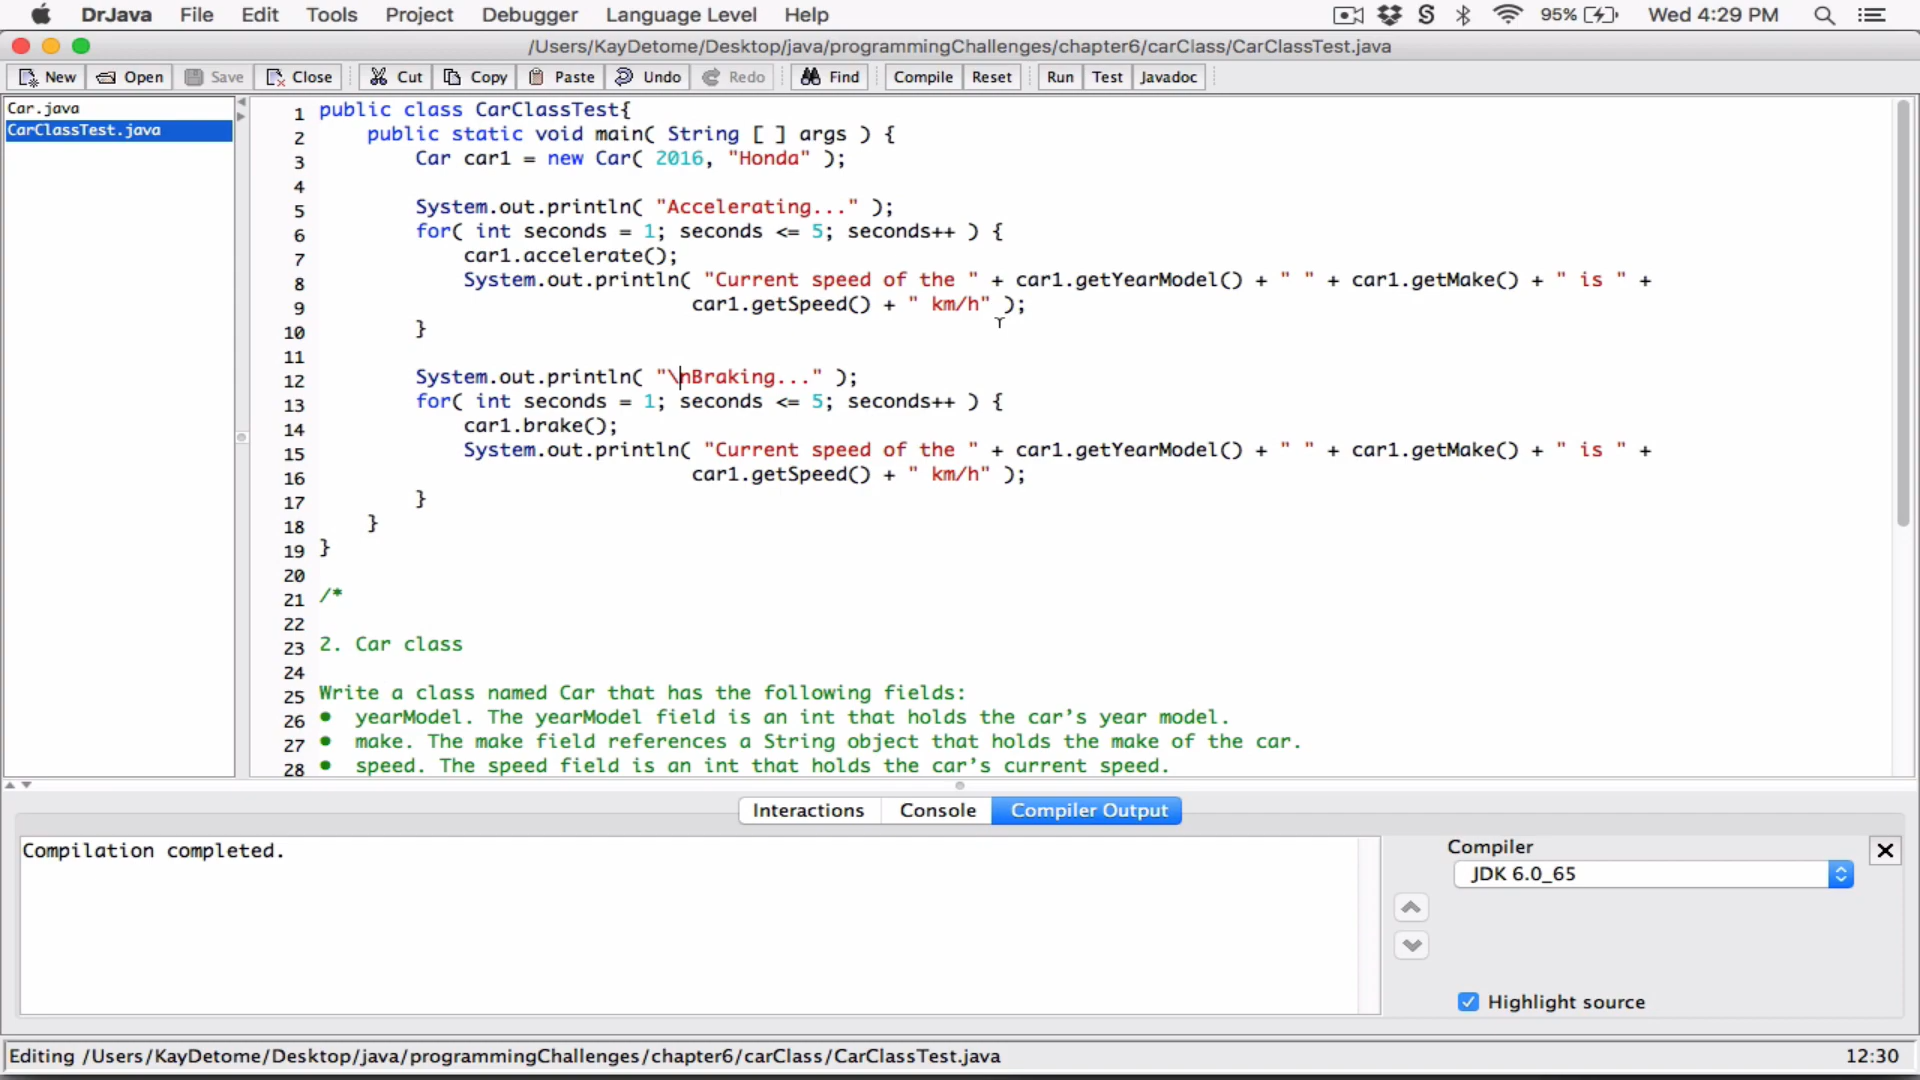 DrJava File Edit Tools Project Debugger Language Level Help 95% Wed 4:29 PM
/Users/KayDetome/Desktop/java/programmingChallenges/chapter6/carClass/CarClassTest.java
New Open Save Close Cut Copy Paste Undo Redo Find Compile Reset Run Test Javadoc
Car.java
CarClassTest.java
1 public class CarClassTest{
2 public static void main( String [ ] args ) {
3 Car car1 = new Car( 2016, "Honda" );
4
5 System.out.println( "Accelerating..." );
6 for( int seconds = 1; seconds <= 5; seconds++ ) {
7 car1.accelerate();
8 System.out.println( "Current speed of the " + car1.getYearModel() + " " + car1.getMake() + " is " +
9 car1.getSpeed() + " km/h" );
10 }
11
12 System.out.println( "\nBraking..." );
13 for( int seconds = 1; seconds <= 5; seconds++ ) {
14 car1.brake();
15 System.out.println( "Current speed of the " + car1.getYearModel() + " " + car1.getMake() + " is " +
16 car1.getSpeed() + " km/h" );
17 }
18 }
19 }
20
21 /*
22
23 2. Car class
24
25 Write a class named Car that has the following fields:
26 • yearModel. The yearModel field is an int that holds the car’s year model.
27 • make. The make field references a String object that holds the make of the car.
28 • speed. The speed field is an int that holds the car’s current speed.
Interactions Console Compiler Output
Compilation completed.
Compiler
JDK 6.0_65
Highlight source
Editing /Users/KayDetome/Desktop/java/programmingChallenges/chapter6/carClass/CarClassTest.java 12:30